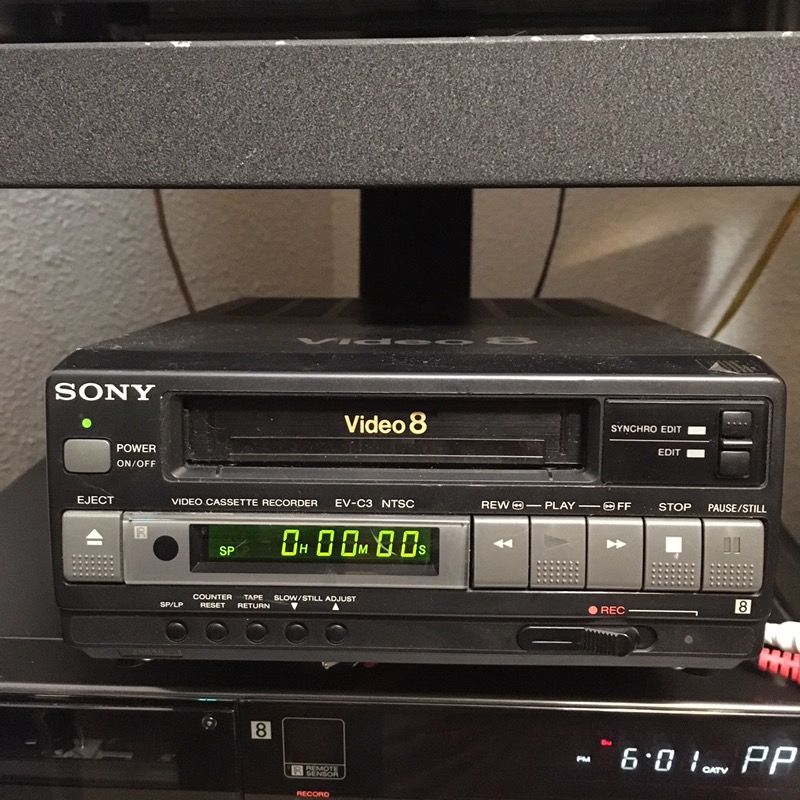 Video 8
SONY
Video 8
SYNCHRO EDIT
EDIT
POWER
ON/OFF
EJECT
VIDEO CASSETTE RECORDER EV-C3 NTSC
REW PLAY FF STOP PAUSE/STILL
R
SP 0H 00M 00S
SP/LP COUNTER RESET TAPE RETURN SLOW/STILL ADJUST
REC
8
8
R REMOTE SENSOR
RECORD
Su
PM 6:01 CATV PP